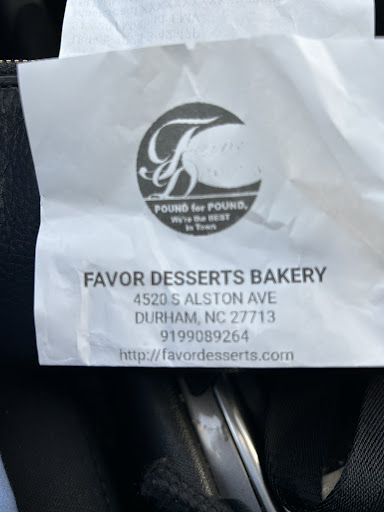 POUND for POUND,
We're the BEST
in Town
FAVOR DESSERTS BAKERY
4520 S ALSTON AVE
DURHAM, NC 27713
9199089264
http://favordesserts.com